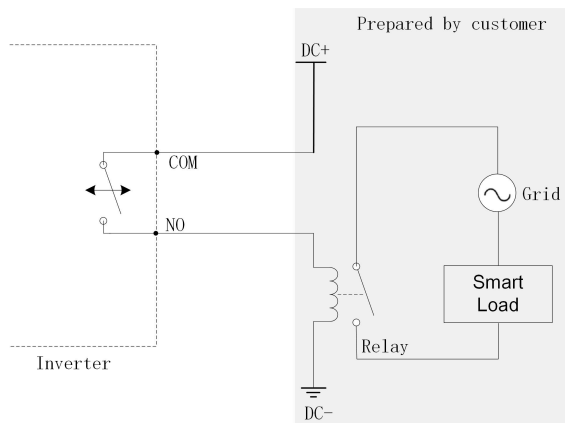 Prepared by customer
DC+
COM
NO
Grid
Smart
Load
Relay
Inverter
DC-